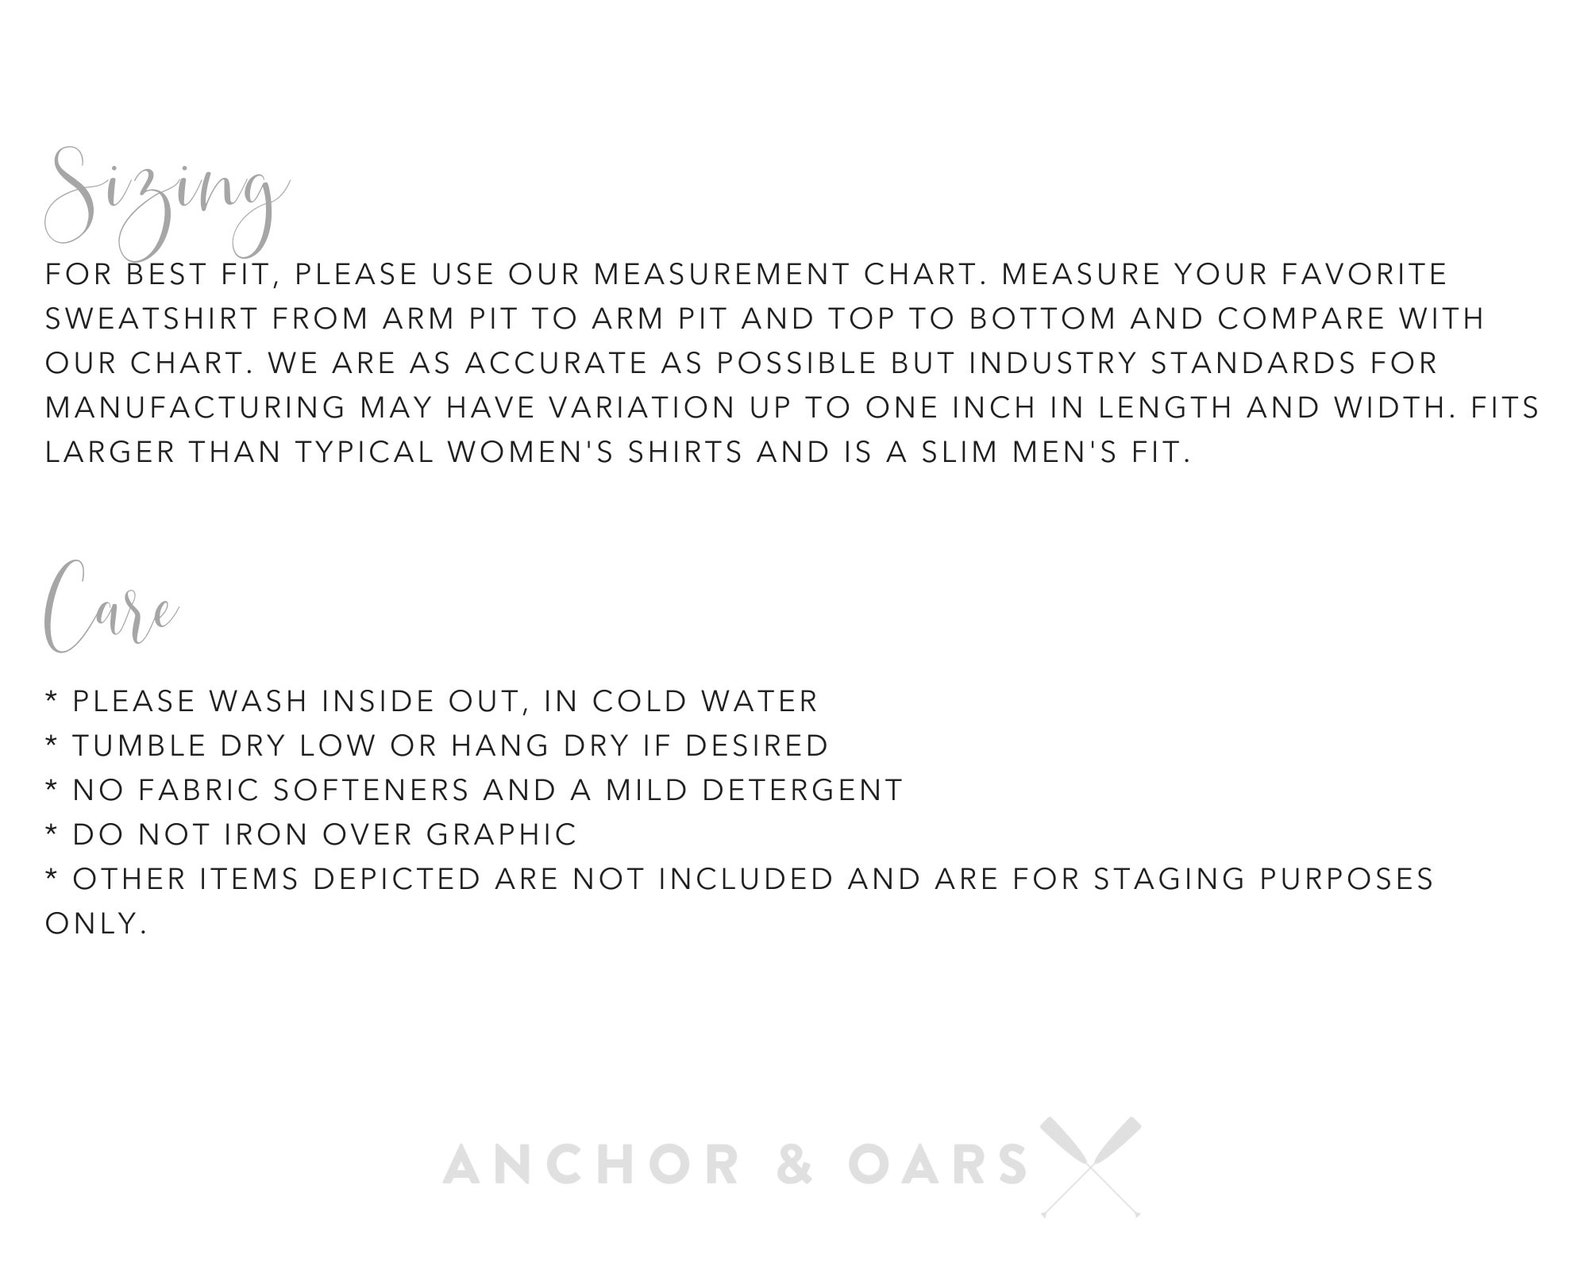 Sizing
FOR BEST FIT, PLEASE USE OUR MEASUREMENT CHART. MEASURE YOUR FAVORITE
SWEATSHIRT FROM ARM PIT TO ARM PIT AND TOP TO BOTTOM AND COMPARE WITH
OUR CHART. WE ARE AS ACCURATE AS POSSIBLE BUT INDUSTRY STANDARDS FOR
MANUFACTURING MAY HAVE VARIATION UP TO ONE INCH IN LENGTH AND WIDTH. FITS
LARGER THAN TYPICAL WOMEN'S SHIRTS AND IS A SLIM MEN'S FIT.
Care
* PLEASE WASH INSIDE OUT, IN COLD WATER
* TUMBLE DRY LOW OR HANG DRY IF DESIRED
* NO FABRIC SOFTENERS AND A MILD DETERGENT
* DO NOT IRON OVER GRAPHIC
* OTHER ITEMS DEPICTED ARE NOT INCLUDED AND ARE FOR STAGING PURPOSES
ONLY.
ANCHOR & OARS